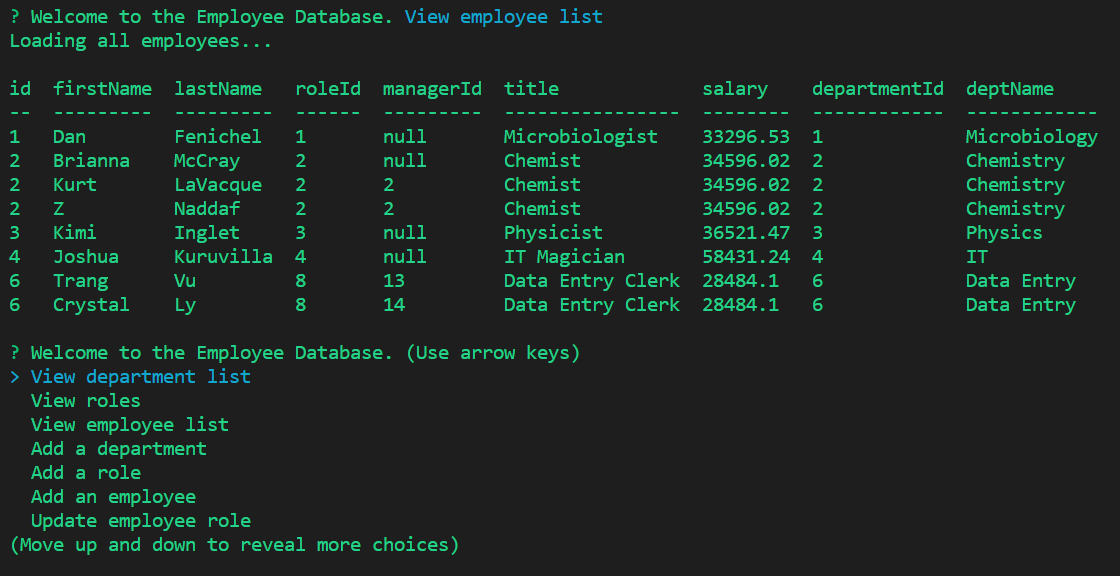 ? Welcome to the Employee Database. View employee list
Loading all employees...
id  firstName  lastName   roleId  managerId  title             salary    departmentId  deptName
--  ---------  ---------  ------  ---------  ----------------  --------  ------------  ------------
1   Dan        Fenichel   1       null       Microbiologist    33296.53  1             Microbiology
2   Brianna    McCray     2       null       Chemist           34596.02  2             Chemistry
2   Kurt       LaVacque   2       2          Chemist           34596.02  2             Chemistry
2   Z          Naddaf     2       2          Chemist           34596.02  2             Chemistry
3   Kimi       Inglet     3       null       Physicist         36521.47  3             Physics
4   Joshua     Kuruvilla  4       null       IT Magician       58431.24  4             IT
6   Trang      Vu         8       13         Data Entry Clerk  28484.1   6             Data Entry
6   Crystal    Ly         8       14         Data Entry Clerk  28484.1   6             Data Entry
? Welcome to the Employee Database. (Use arrow keys)
> View department list
  View roles
  View employee list
  Add a department
  Add a role
  Add an employee
  Update employee role
(Move up and down to reveal more choices)